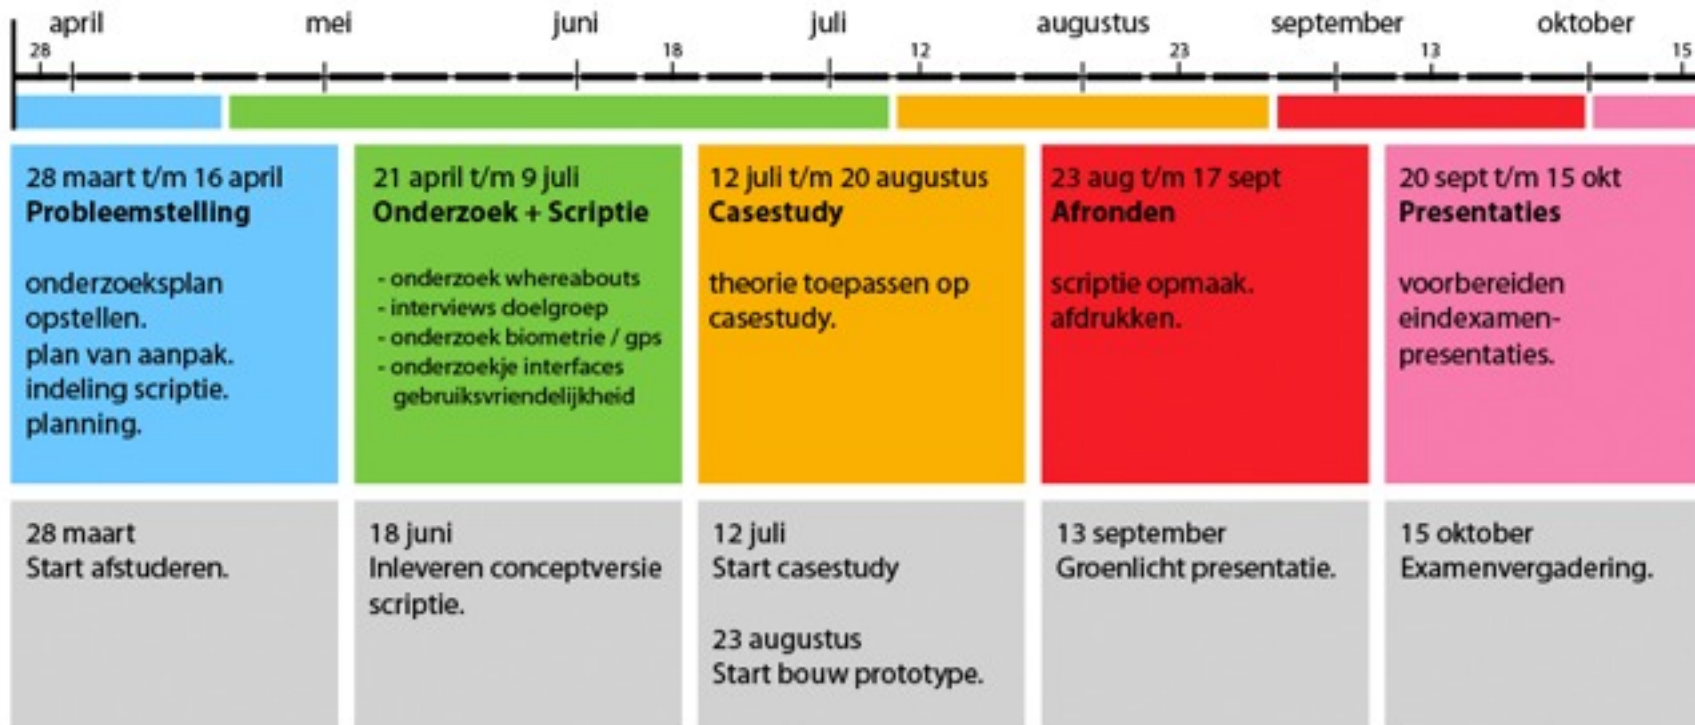 april mei juni juli augustus september oktober
28 18 12 23 13 15
28 maart t/m 16 april
Probleemstelling
onderzoeksplan
opstellen.
plan van aanpak.
indeling scriptie.
planning.
21 april t/m 9 juli
Onderzoek + Scriptie
- onderzoek whereabouts
- interviews doelgroep
- onderzoek biometrie / gps
- onderzoekje interfaces
gebruiksvriendelijkheid
12 juli t/m 20 augustus
Casestudy
theorie toepassen op
casestudy.
23 aug t/m 17 sept
Afronden
scriptie opmaak.
afdrukken.
20 sept t/m 15 okt
Presentaties
voorbereiden
eindexamen-
presentaties.
28 maart
Start afstuderen.
18 juni
Inleveren conceptversie
scriptie.
12 juli
Start casestudy
23 augustus
Start bouw prototype.
13 september
Groenlicht presentatie.
15 oktober
Examenvergadering.